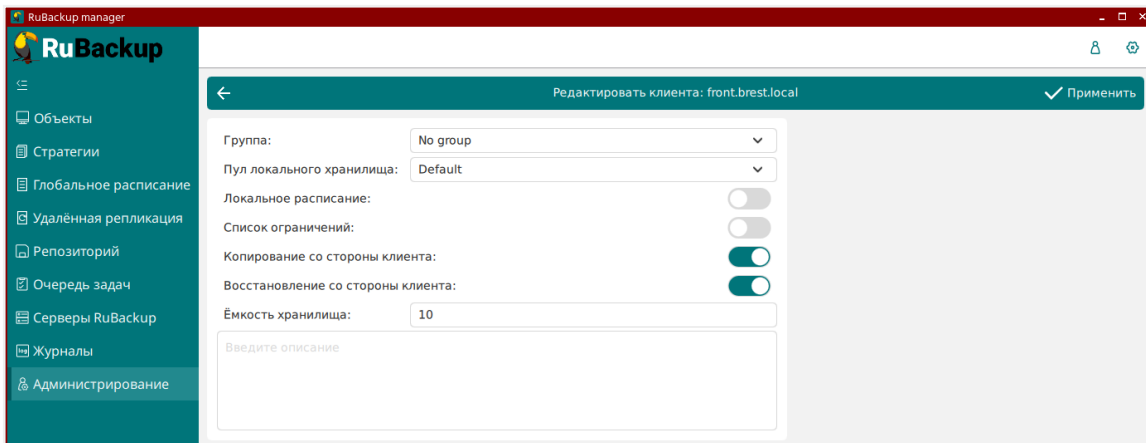 RuBackup manager
RuBackup
Редактировать клиента: front.brest.local
Применить
Объекты
Стратегии
Глобальное расписание
Удалённая репликация
Репозиторий
Очередь задач
Серверы RuBackup
log Журналы
Администрирование
Группа: No group
Пул локального хранилища: Default
Локальное расписание:
Список ограничений:
Копирование со стороны клиента:
Восстановление со стороны клиента:
Ёмкость хранилища: 10
Введите описание